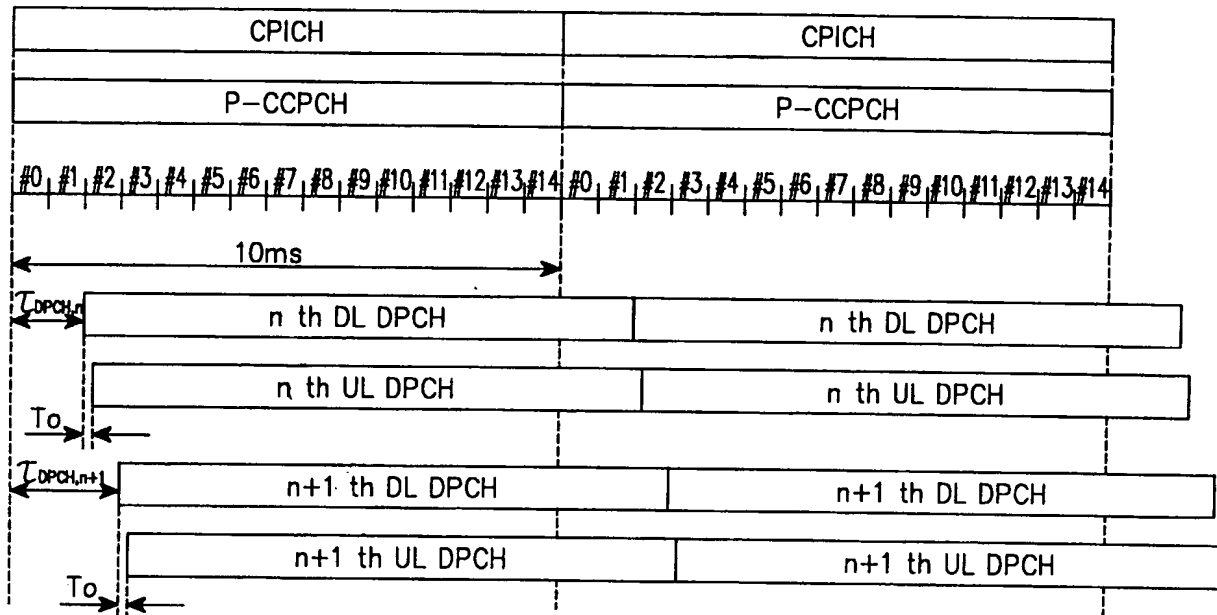 CPICH CPICH
P-CCPCH P-CCPCH
#0 #1 #2 #3 #4 #5 #6 #7 #8 #9 #10 #11 #12 #13 #14 #0 #1 #2 #3 #4 #5 #6 #7 #8 #9 #10 #11 #12 #13 #14
10ms
τDPCH,n
n th DL DPCH n th DL DPCH
n th UL DPCH n th UL DPCH
To
τDPCH,n+1
n+1 th DL DPCH n+1 th DL DPCH
n+1 th UL DPCH n+1 th UL DPCH
To